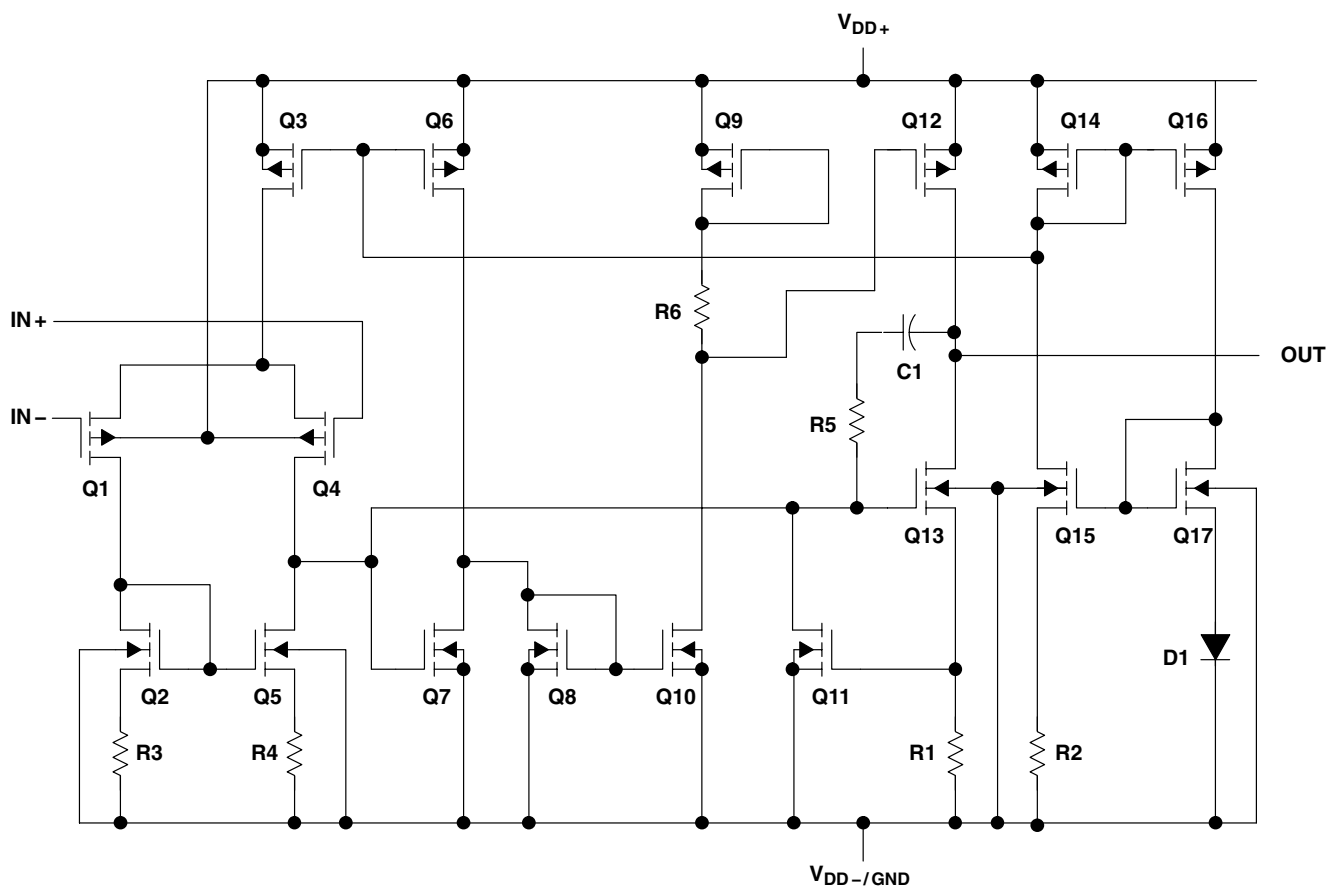 VDD+
Q3 Q6 Q9 Q12 Q14 Q16
R6
IN+
OUT
C1
IN−
R5
Q1 Q4
Q13 Q15 Q17
D1
Q2 Q5 Q7 Q8 Q10 Q11
R3 R4 R1 R2
VDD−/GND